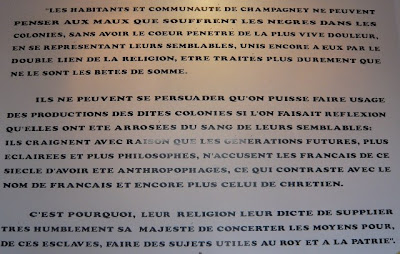 "LES HABITANTS ET COMMUNAUTE DE CHAMPAGNEY NE PEUVENT
PENSER AUX MAUX QUE SOUFFRENT LES NEGRES DANS LES
COLONIES, SANS AVOIR LE COEUR PENETRE DE LA PLUS VIVE DOULEUR,
EN SE REPRESENTANT LEURS SEMBLABLES, UNIS ENCORE A EUX PAR LE
DOUBLE LIEN DE LA RELIGION, ETRE TRAITES PLUS DUREMENT QUE
NE LE SONT LES BETES DE SOMME.
ILS NE PEUVENT SE PERSUADER QU'ON PUISSE FAIRE USAGE
DES PRODUCTIONS DES DITES COLONIES SI L'ON FAISAIT REFLEXION
QU'ELLES ONT ETE ARROSEES DU SANG DE LEURS SEMBLABLES:
ILS CRAIGNENT AVEC RAISON QUE LES GENERATIONS FUTURES, PLUS
ECLAIREES ET PLUS PHILOSOPHES, N'ACCUSENT LES FRANCAIS DE CE
SIECLE D'AVOIR ETE ANTHROPOPHAGES, CE QUI CONTRASTE AVEC LE
NOM DE FRANCAIS ET ENCORE PLUS CELUI DE CHRETIEN.
C'EST POURQUOI, LEUR RELIGION LEUR DICTE DE SUPPLIER
TRES HUMBLEMENT SA MAJESTE DE CONCERTER LES MOYENS POUR,
DE CES ESCLAVES, FAIRE DES SUJETS UTILES AU ROY ET A LA PATRIE".